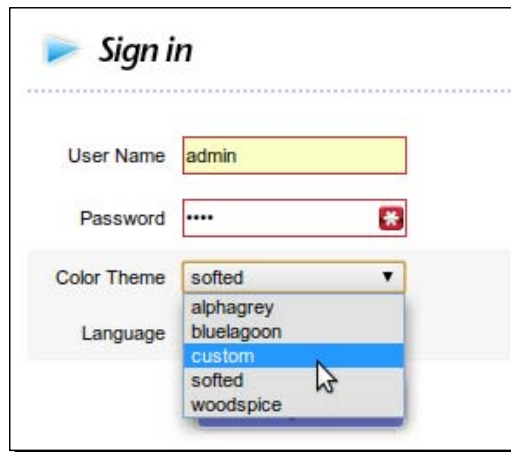 Sign in
User Name admin
Password ••••
Color Theme softed
alphagrey
bluelagoon
Language
custom
softed
woodspice